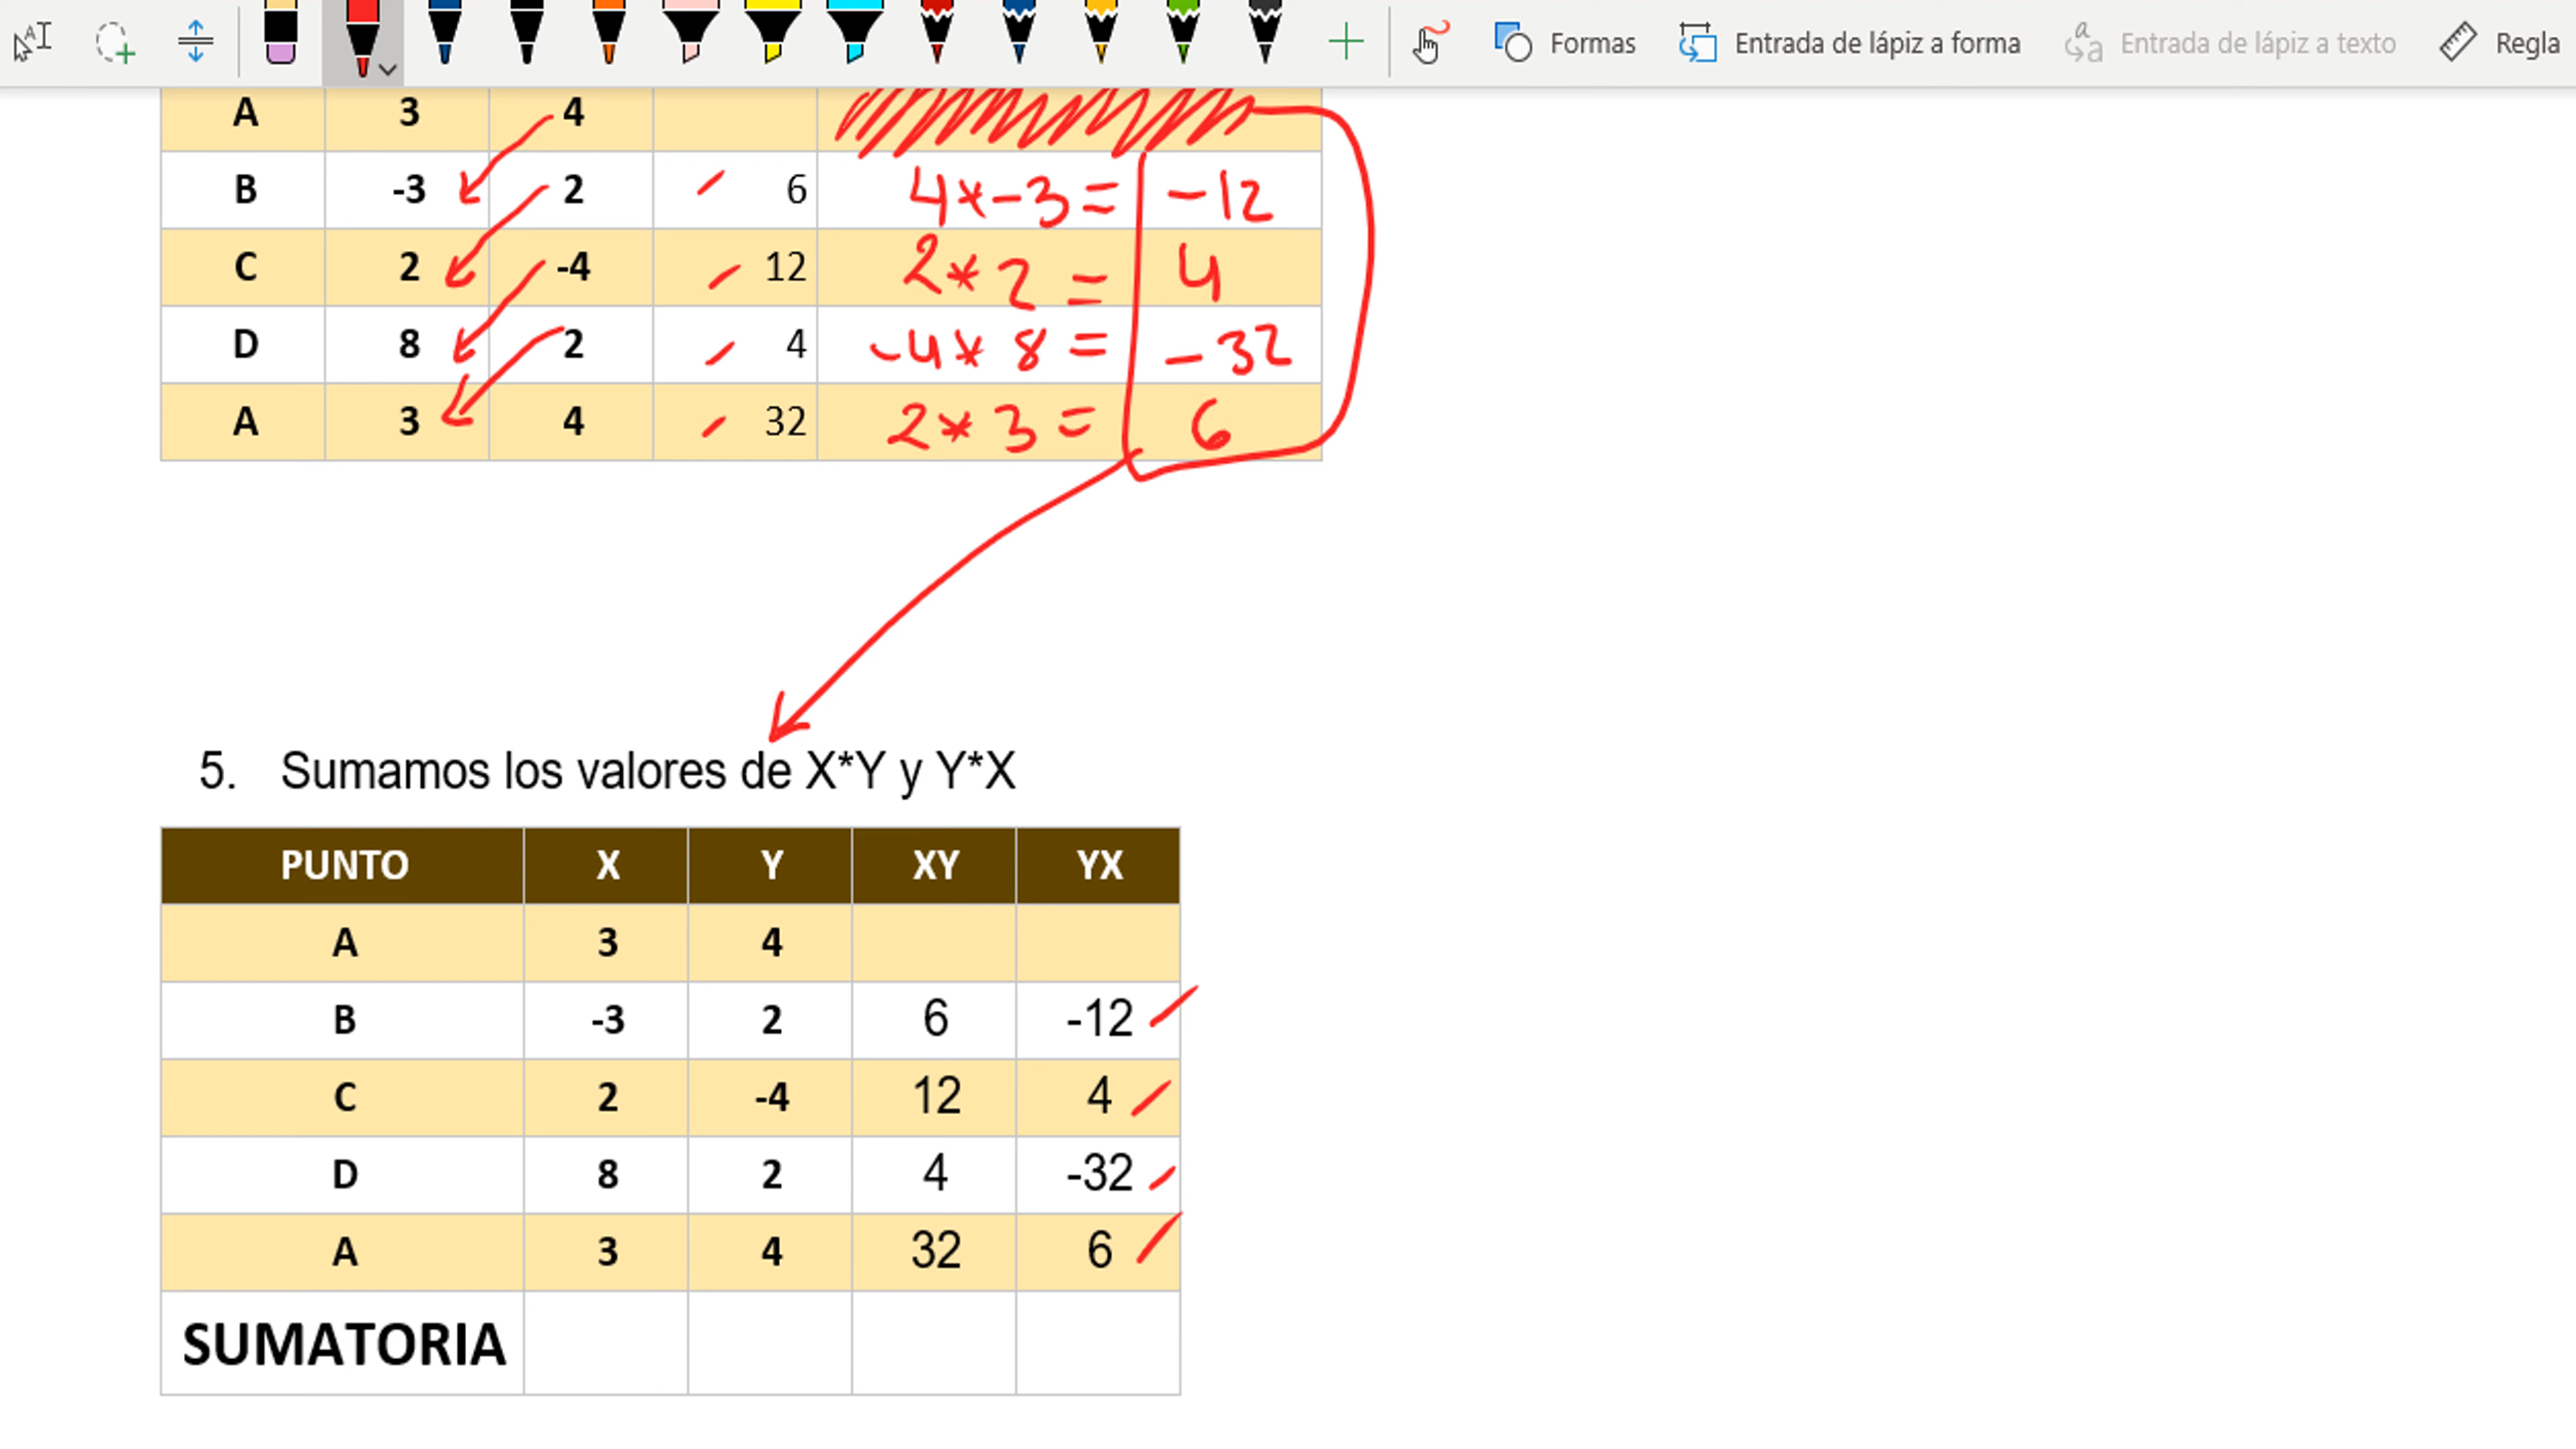 Formas Entrada de lápiz a forma Entrada de lápiz a texto Regla
A 3 4
B -3 2 6 4*-3= -12
C 2 -4 12 2*2= 4
D 8 2 4 -4*8= -32
A 3 4 32 2*3= 6
5. Sumamos los valores de X*Y y Y*X
PUNTO X Y XY YX
A 3 4
B -3 2 6 -12
C 2 -4 12 4
D 8 2 4 -32
A 3 4 32 6
SUMATORIA